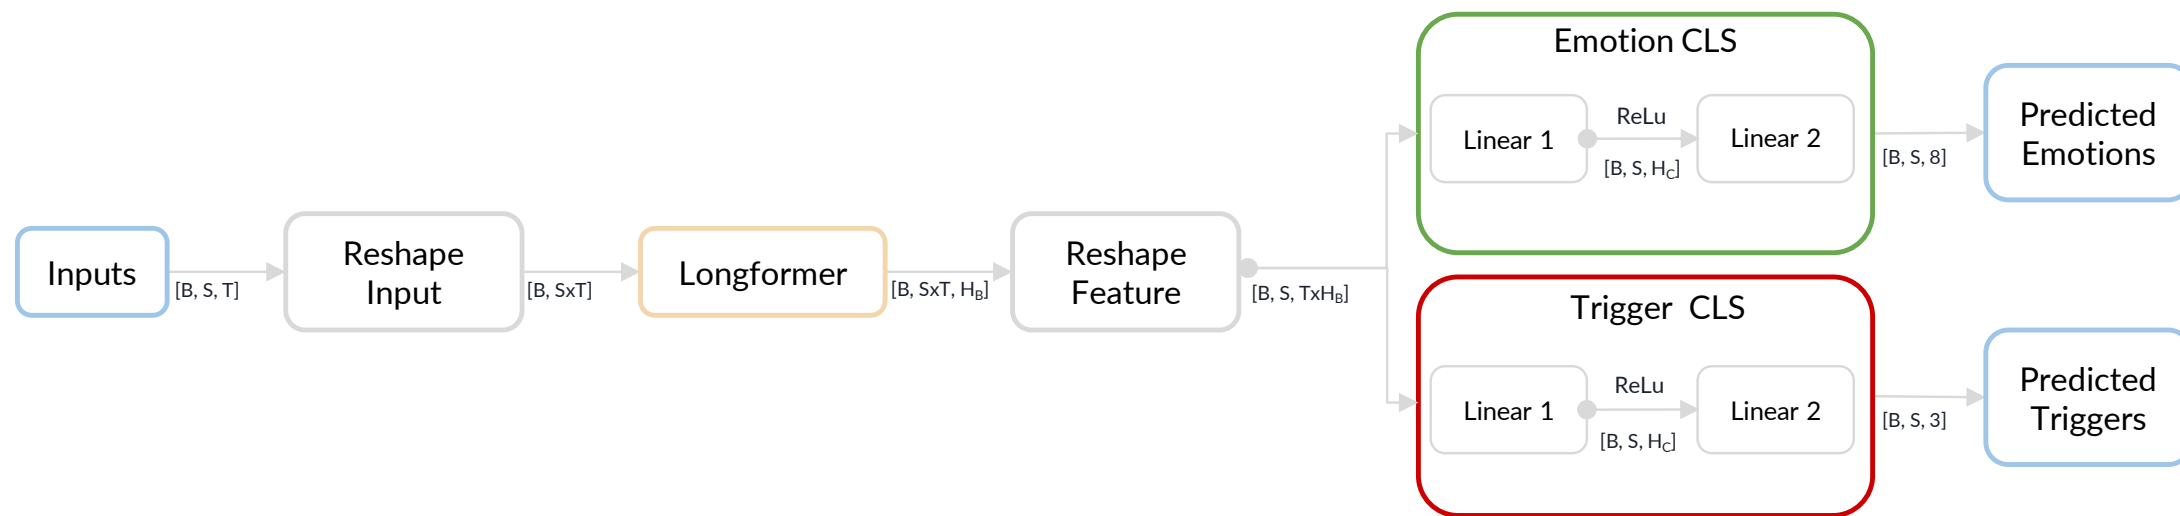 Inputs
[B, S, T]
Reshape
Input
[B, SxT]
Longformer
[B, SxT, H_B]
Reshape
Feature
[B, S, TxH_B]
Emotion CLS
Linear 1
ReLu
[B, S, H_C]
Linear 2
[B, S, 8]
Predicted
Emotions
Trigger CLS
Linear 1
ReLu
[B, S, H_C]
Linear 2
[B, S, 3]
Predicted
Triggers